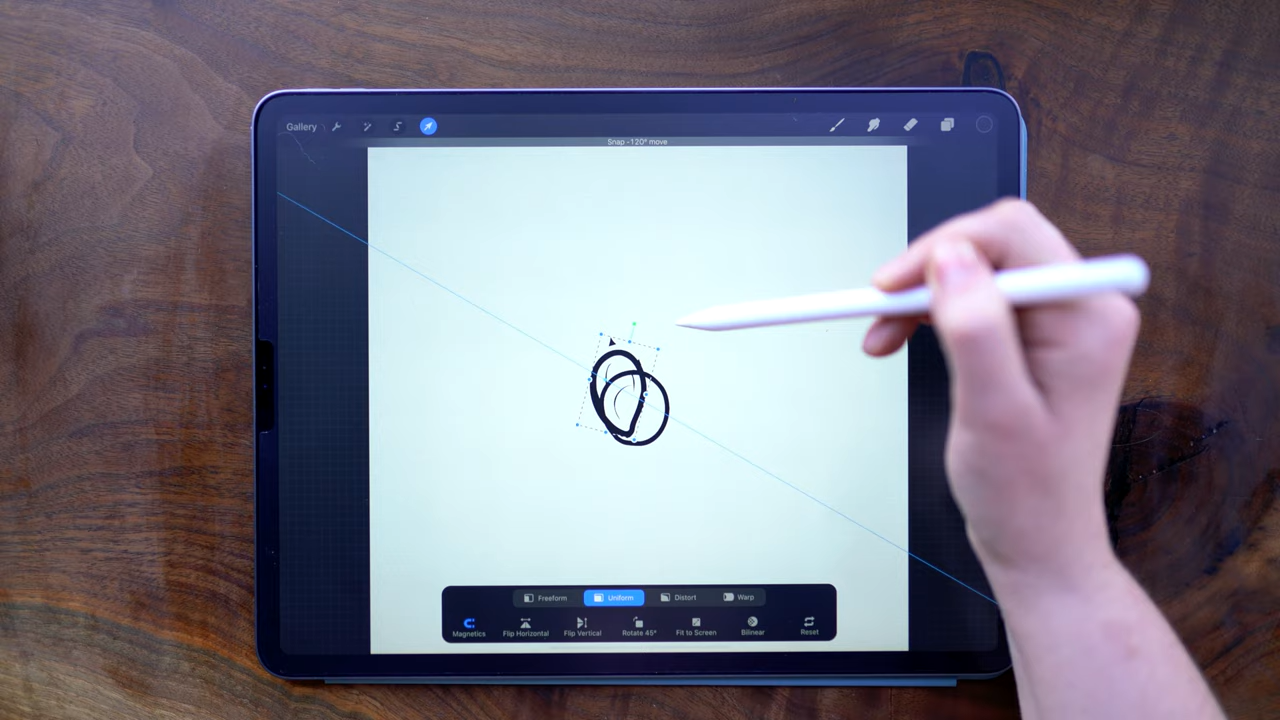 Gallery
Snap -120° move
Freeform Uniform Distort Warp
Magnetics Flip Horizontal Flip Vertical Rotate 45° Fit to Screen Bilinear Reset